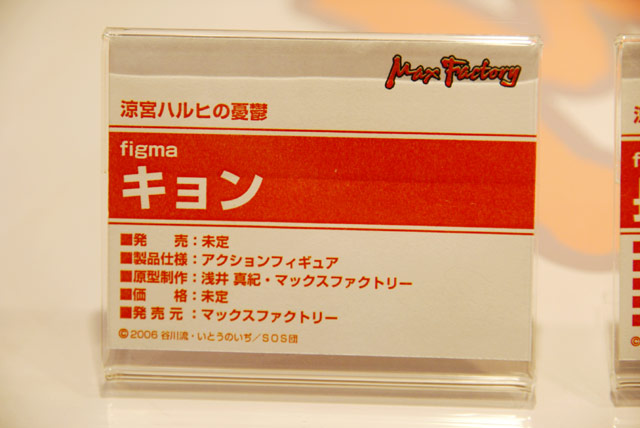 Max Factory
涼宮ハルヒの憂鬱
figma
キョン
■発　売：未定
■製品仕様：アクションフィギュア
■原型制作：浅井 真紀・マックスファクトリー
■価　格：未定
■発売元：マックスファクトリー
©2006 谷川流・いとうのいぢ／SOS団